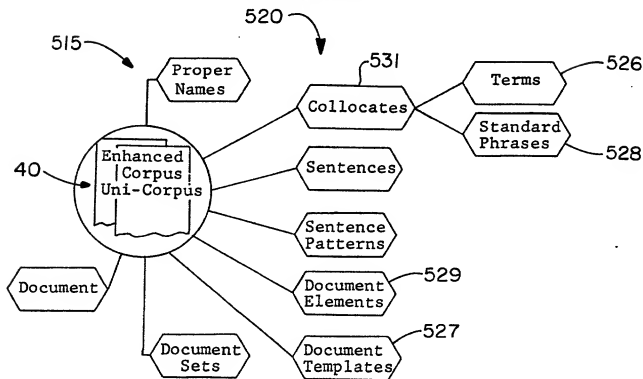 520
515
531
526
Proper
Names
Collocates
Terms
Standard
Phrases
528
40
Enhanced
Corpus
Uni-Corpus
Sentences
Sentence
Patterns
529
Document
Document
Elements
527
Document
Sets
Document
Templates